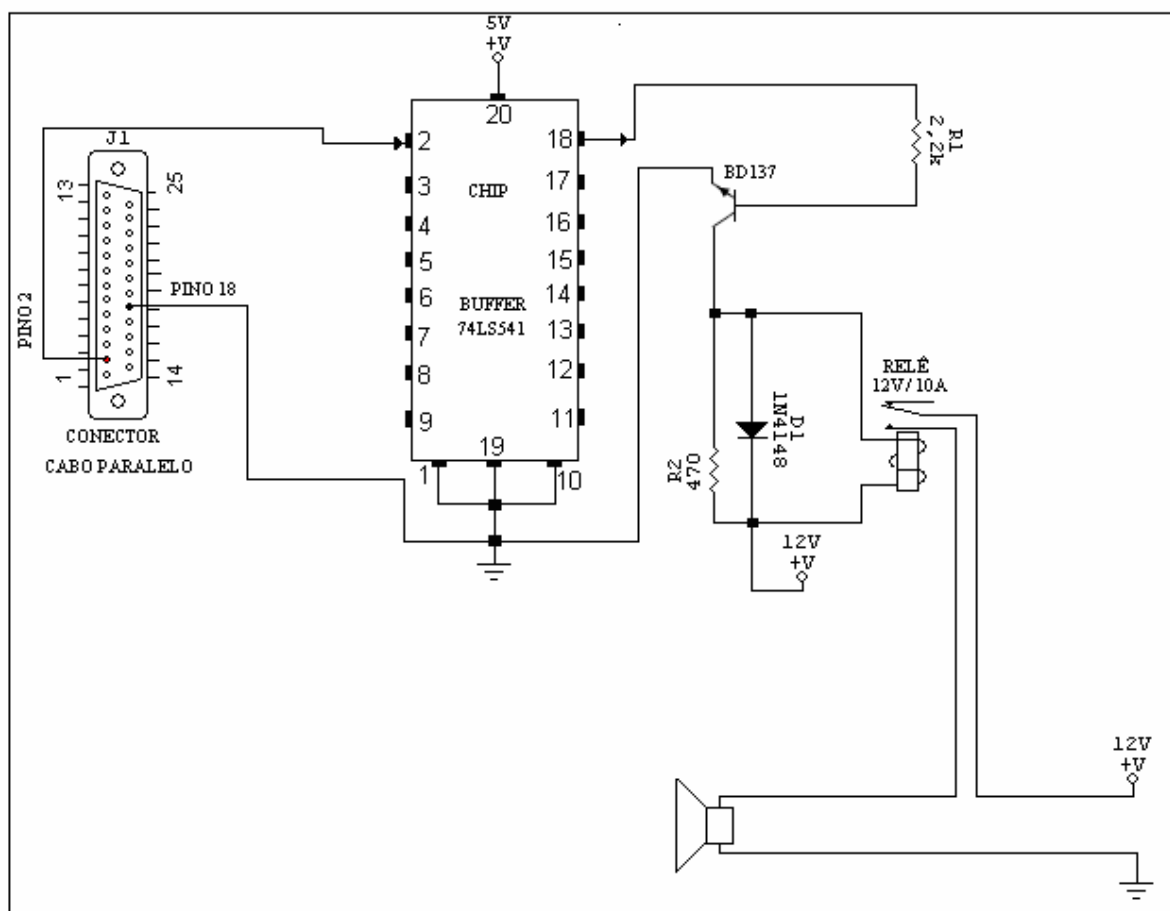 5V
+V
J1
13
25
PINO 2
PINO 18
1
14
CONECTOR
CABO PARALELO
20
2
18
3
CHIP
17
4
16
5
15
6
BUFFER
14
74LS541
7
13
8
12
9
11
1
19
10
R1
2,2k
BD137
RELÊ
12V/10A
D1
1N4148
R2
470
12V
+V
12V
+V